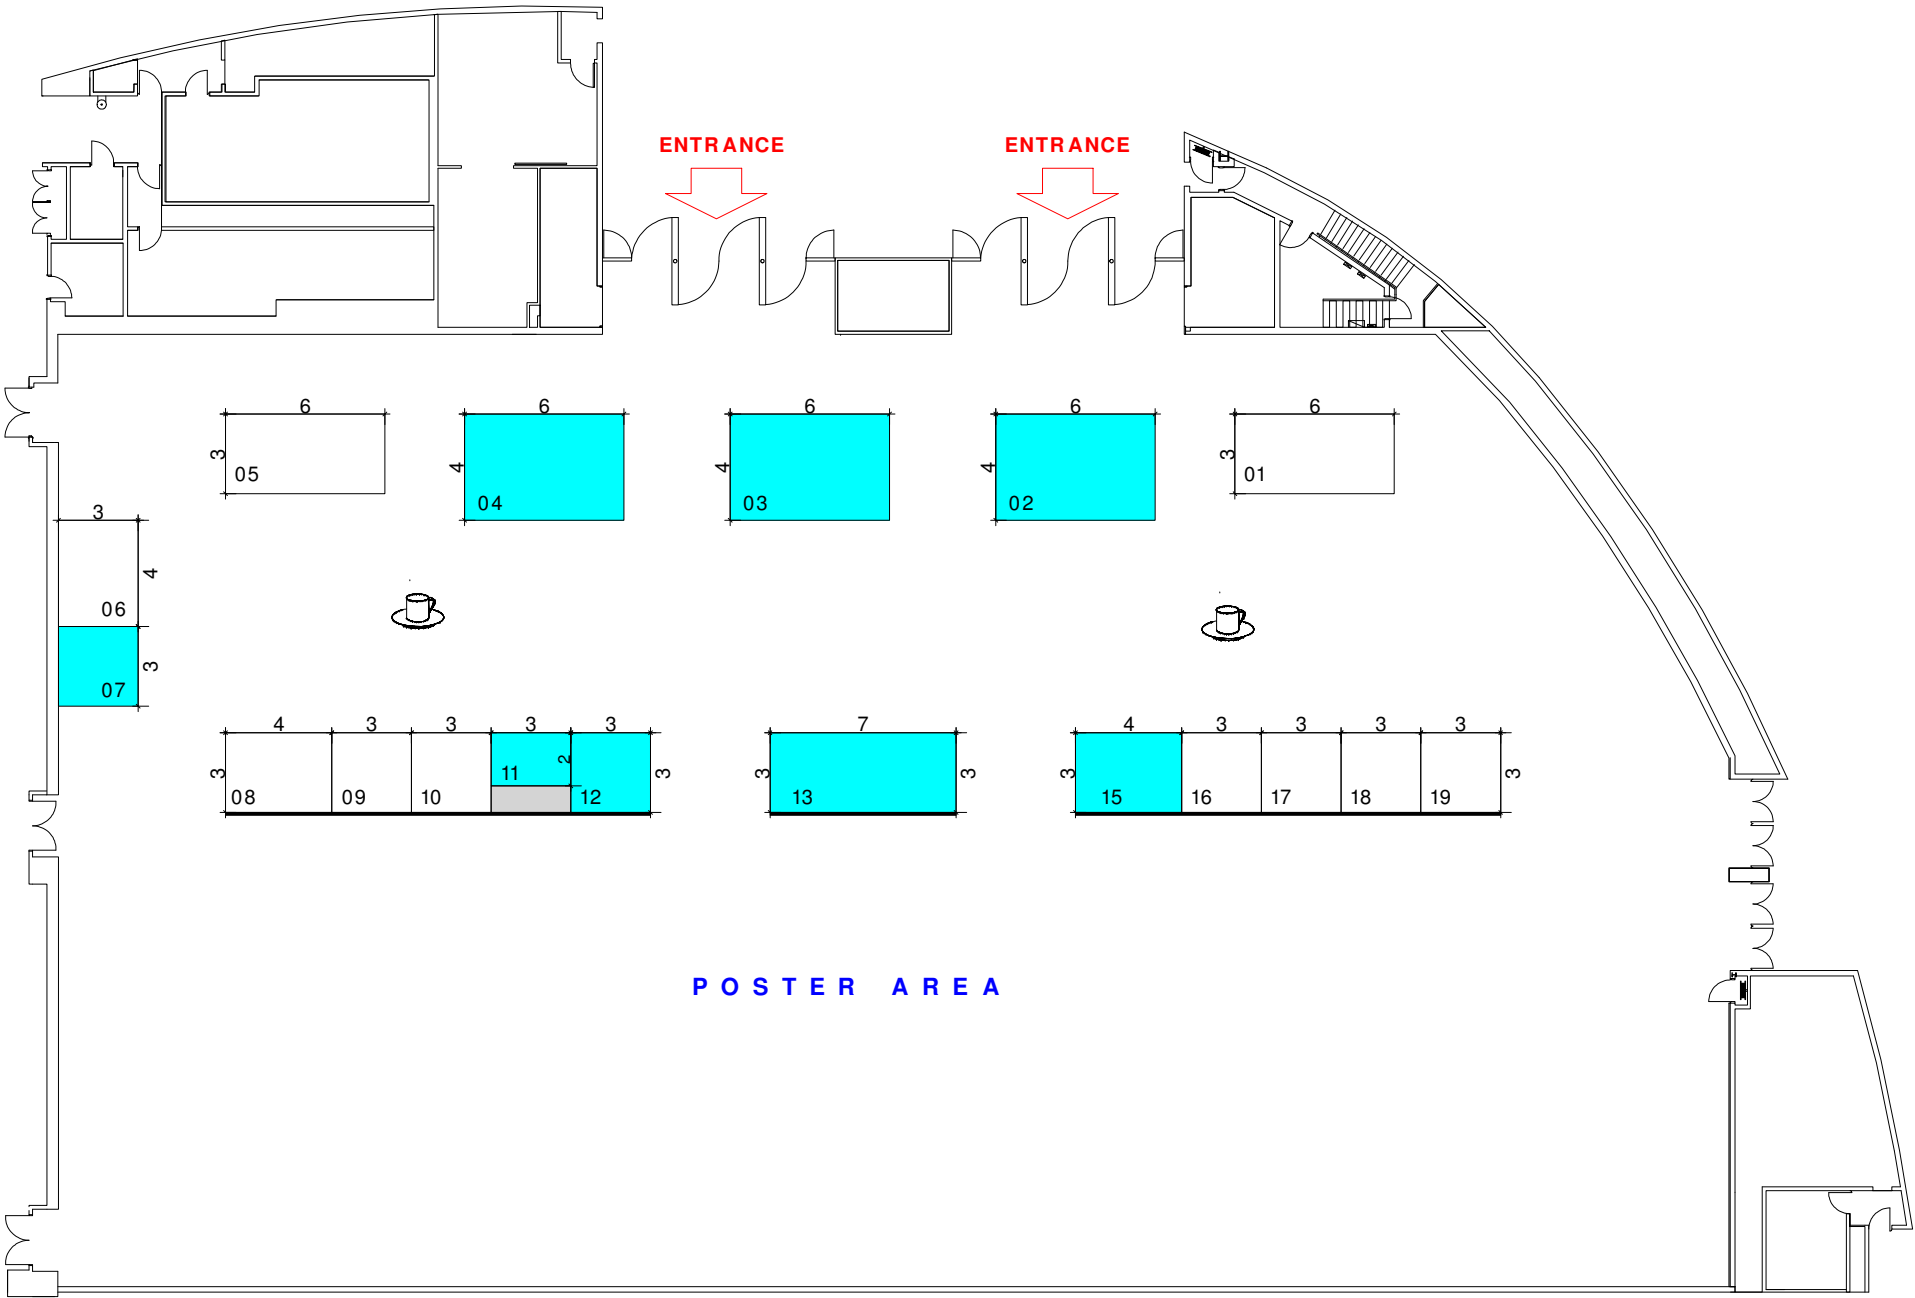 ENTRANCE ENTRANCE
6 6 6 6 6
3 05 4 04 4 03 4 02 3 01
3
4
06
3
07
4 3 3 3 3 7 4 3 3 3 3
3 2 3 3 3 3 3
11
08 09 10 12 13 15 16 17 18 19
POSTER AREA